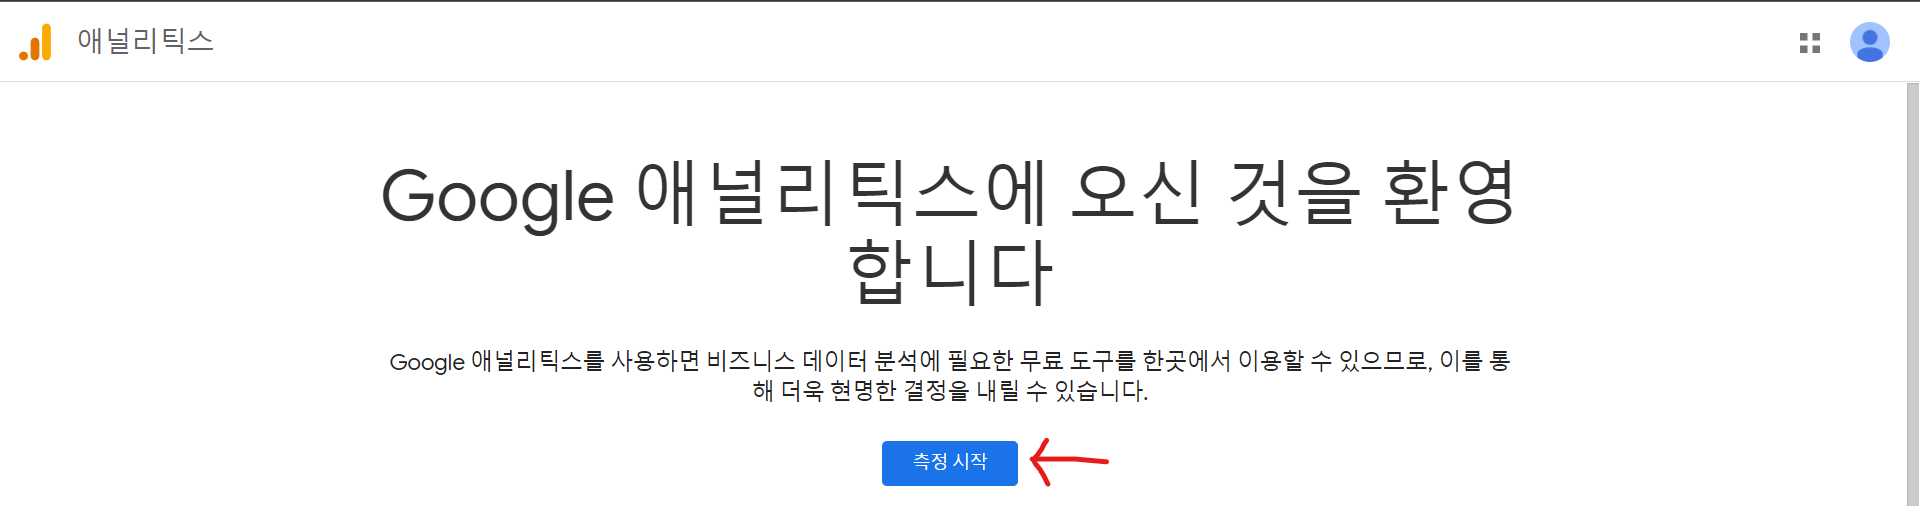 애널리틱스
Google 애널리틱스에 오신 것을 환영
합니다
Google 애널리틱스를 사용하면 비즈니스 데이터 분석에 필요한 무료 도구를 한곳에서 이용할 수 있으므로, 이를 통
해 더욱 현명한 결정을 내릴 수 있습니다.
측정 시작